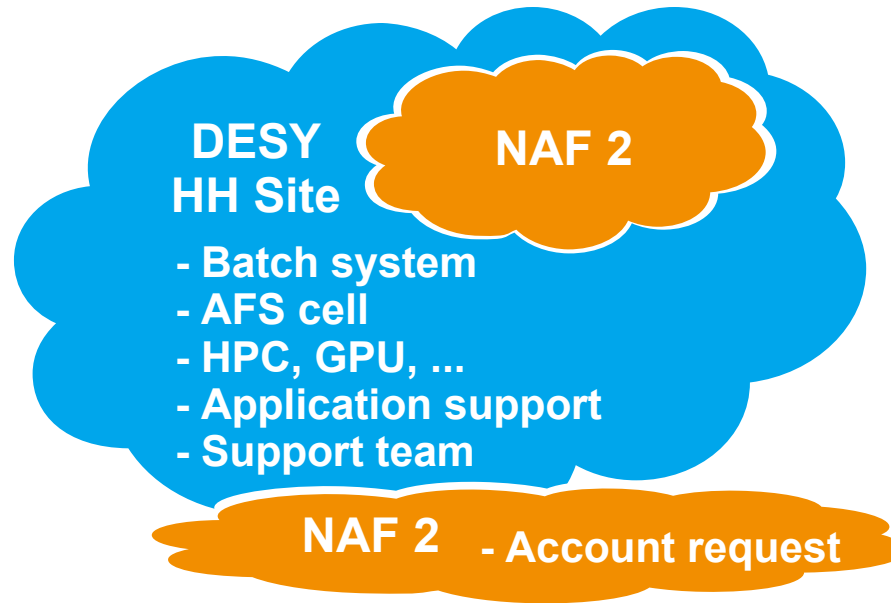 DESY
HH Site
NAF 2
- Batch system
- AFS cell
- HPC, GPU, ...
- Application support
- Support team
NAF 2
- Account request